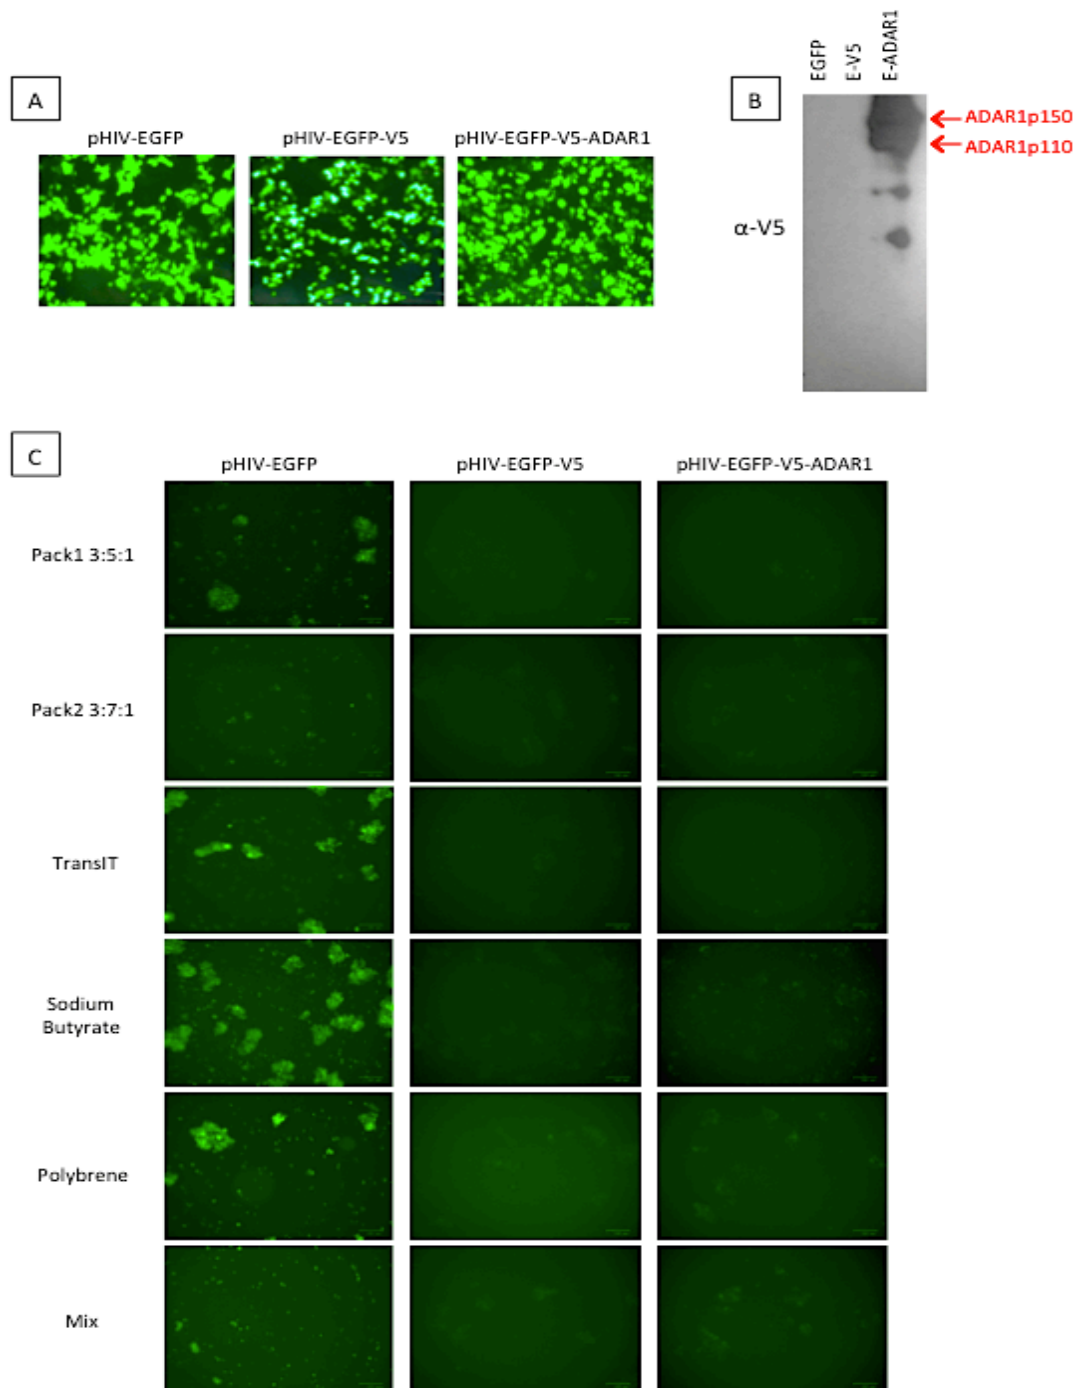 A
pHIV-EGFP
pHIV-EGFP-V5
pHIV-EGFP-V5-ADAR1
B
EGFP
E-V5
E-ADAR1
ADAR1p150
ADAR1p110
α-V5
C
pHIV-EGFP
pHIV-EGFP-V5
pHIV-EGFP-V5-ADAR1
Pack1 3:5:1
Pack2 3:7:1
TransIT
Sodium
Butyrate
Polybrene
Mix